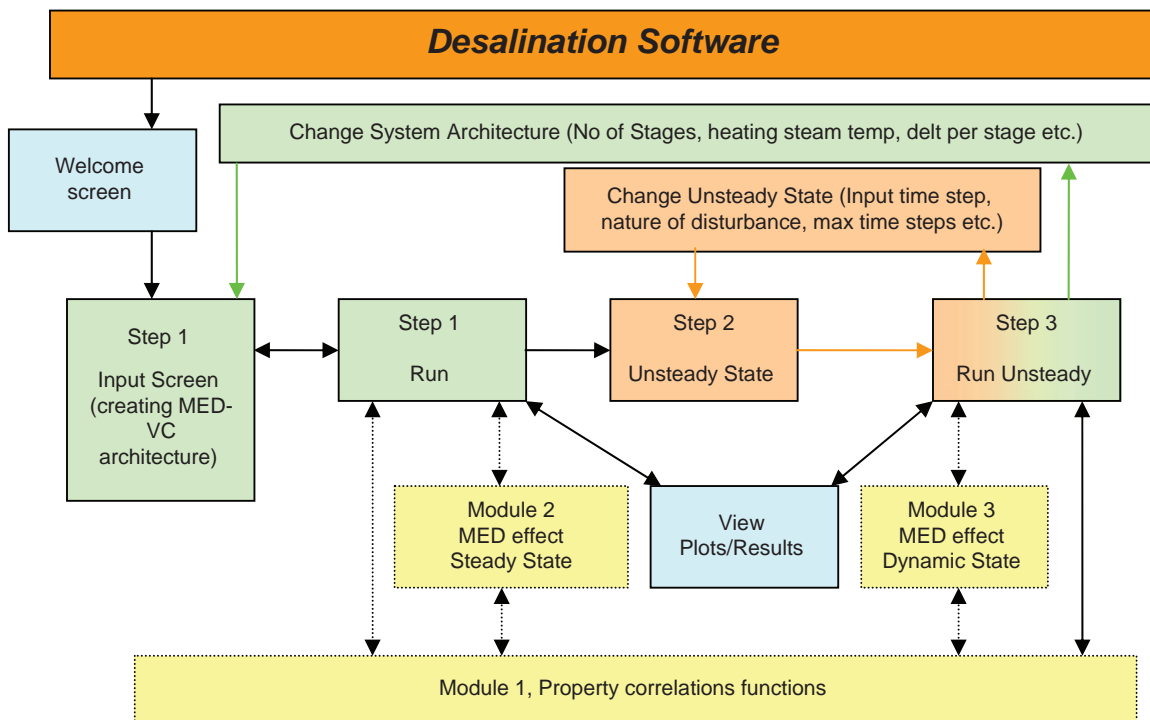 Desalination Software
Change System Architecture (No of Stages, heating steam temp, delt per stage etc.)
Welcome
screen
Change Unsteady State (Input time step,
nature of disturbance, max time steps etc.)
Step 1
Input Screen
(creating MED-
VC
architecture)
Step 1
Run
Step 2
Unsteady State
Step 3
Run Unsteady
Module 2
MED effect
Steady State
View
Plots/Results
Module 3
MED effect
Dynamic State
Module 1, Property correlations functions